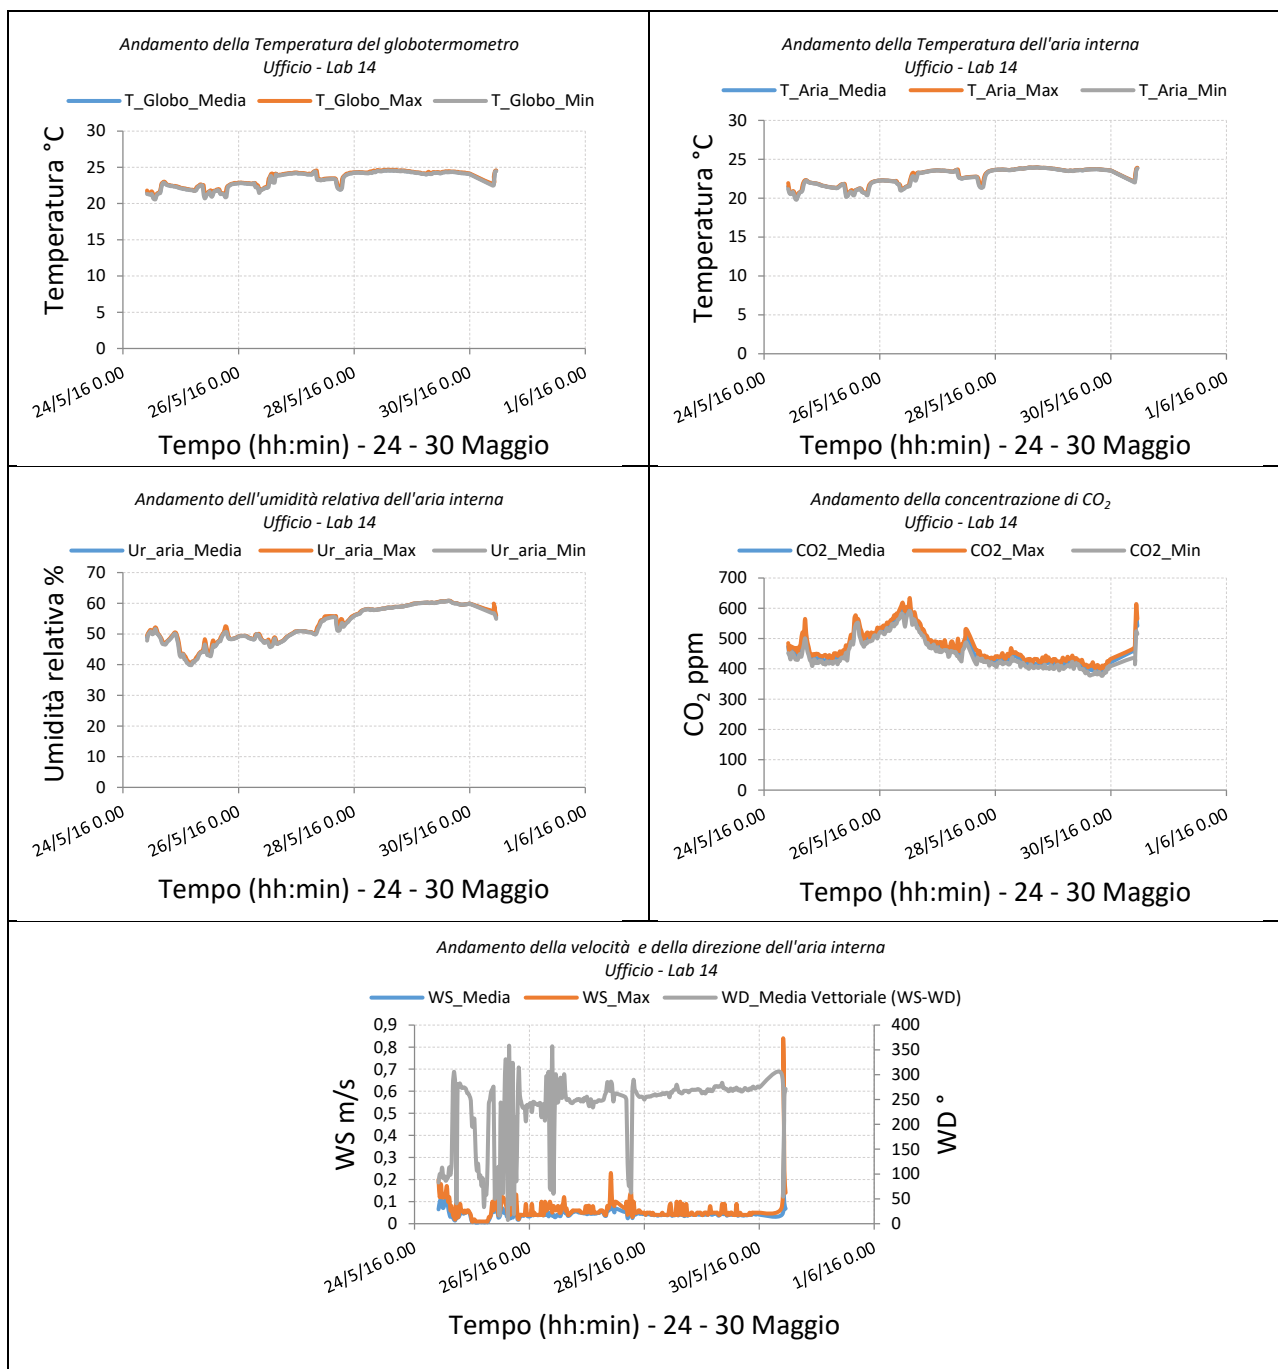 Andamento della Temperatura del globotermometro
Ufficio - Lab 14
T_Globo_Media T_Globo_Max T_Globo_Min
Temperatura °C
30
25
20
15
10
5
0
24/5/16 0.00 26/5/16 0.00 28/5/16 0.00 30/5/16 0.00 1/6/16 0.00
Tempo (hh:min) - 24 - 30 Maggio
Andamento della Temperatura dell'aria interna
Ufficio - Lab 14
T_Aria_Media T_Aria_Max T_Aria_Min
Temperatura °C
30
25
20
15
10
5
0
24/5/16 0.00 26/5/16 0.00 28/5/16 0.00 30/5/16 0.00 1/6/16 0.00
Tempo (hh:min) - 24 - 30 Maggio
Andamento dell'umidità relativa dell'aria interna
Ufficio - Lab 14
Ur_aria_Media Ur_aria_Max Ur_aria_Min
Umidità relativa %
70
60
50
40
30
20
10
0
24/5/16 0.00 26/5/16 0.00 28/5/16 0.00 30/5/16 0.00 1/6/16 0.00
Tempo (hh:min) - 24 - 30 Maggio
Andamento della concentrazione di CO₂
Ufficio - Lab 14
CO2_Media CO2_Max CO2_Min
CO₂ ppm
700
600
500
400
300
200
100
0
24/5/16 0.00 26/5/16 0.00 28/5/16 0.00 30/5/16 0.00 1/6/16 0.00
Tempo (hh:min) - 24 - 30 Maggio
Andamento della velocità e della direzione dell'aria interna
Ufficio - Lab 14
WS_Media WS_Max WD_Media Vettoriale (WS-WD)
WS m/s
0,9
0,8
0,7
0,6
0,5
0,4
0,3
0,2
0,1
0
400
350
300
250
200
150
100
50
0
WD °
24/5/16 0.00 26/5/16 0.00 28/5/16 0.00 30/5/16 0.00 1/6/16 0.00
Tempo (hh:min) - 24 - 30 Maggio